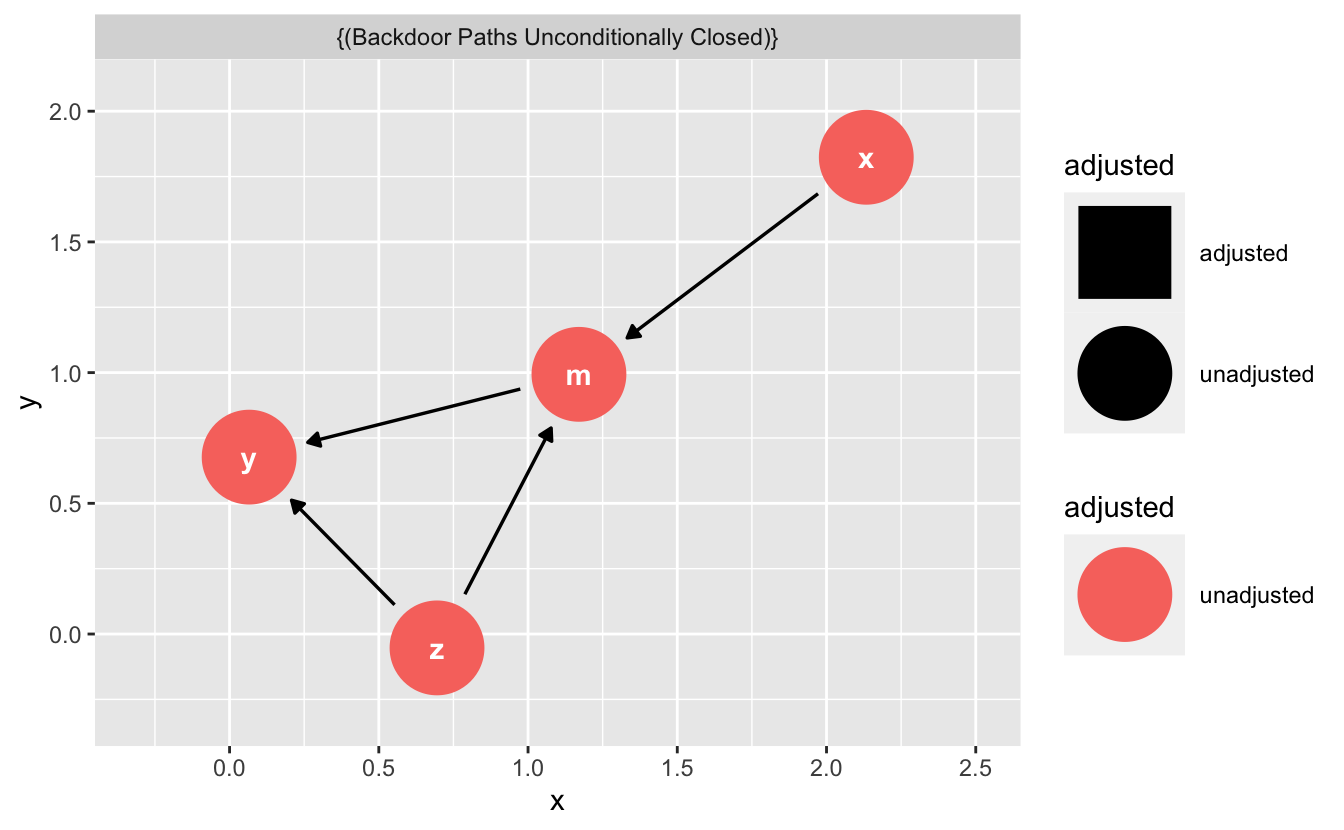 {(Backdoor Paths Unconditionally Closed)}
2.0
1.5
1.0
0.5
0.0
y
x
m
y
z
0.0 0.5 1.0 1.5 2.0 2.5
x
adjusted
adjusted
unadjusted
adjusted
unadjusted